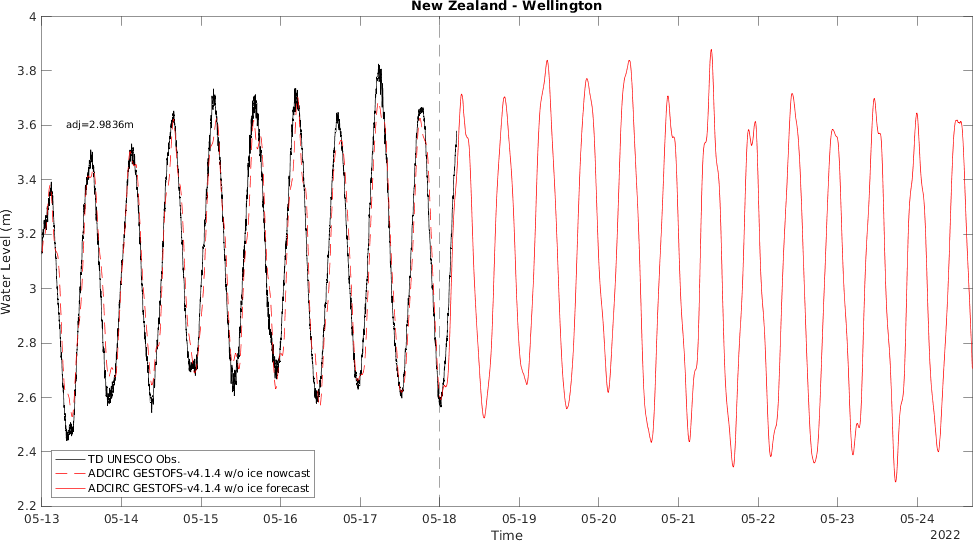 New Zealand - Wellington
4
3.8
3.6
3.4
3.2
3
2.8
2.6
2.4
2.2
Water Level (m)
adj=2.9836m
TD UNESCO Obs.
ADCIRC GESTOFS-v4.1.4 w/o ice nowcast
ADCIRC GESTOFS-v4.1.4 w/o ice forecast
05-13 05-14 05-15 05-16 05-17 05-18 05-19 05-20 05-21 05-22 05-23 05-24
Time
2022